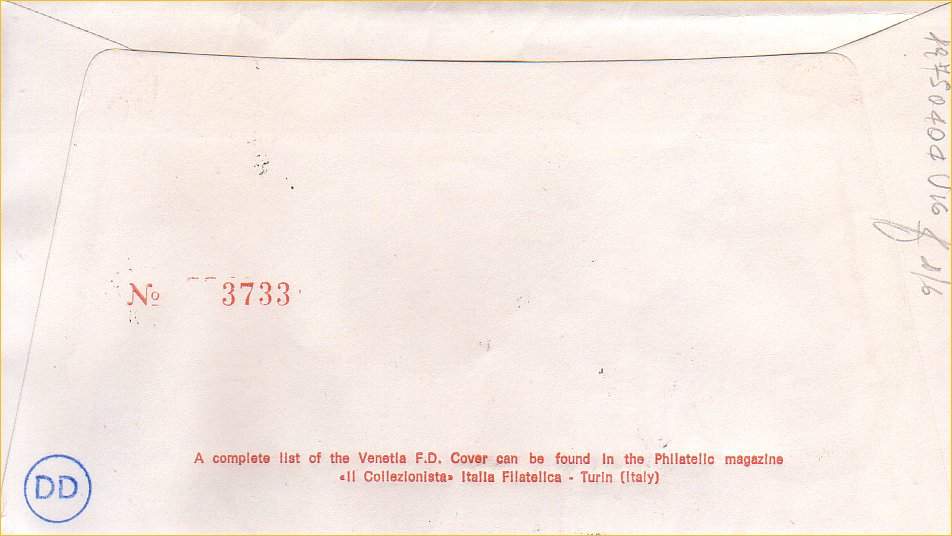 No 3733
A complete list of the Venetia F.D. Cover can be found in the Philatelic magazine
«Il Collezionista» Italia Filatelica - Turin (Italy)
DD